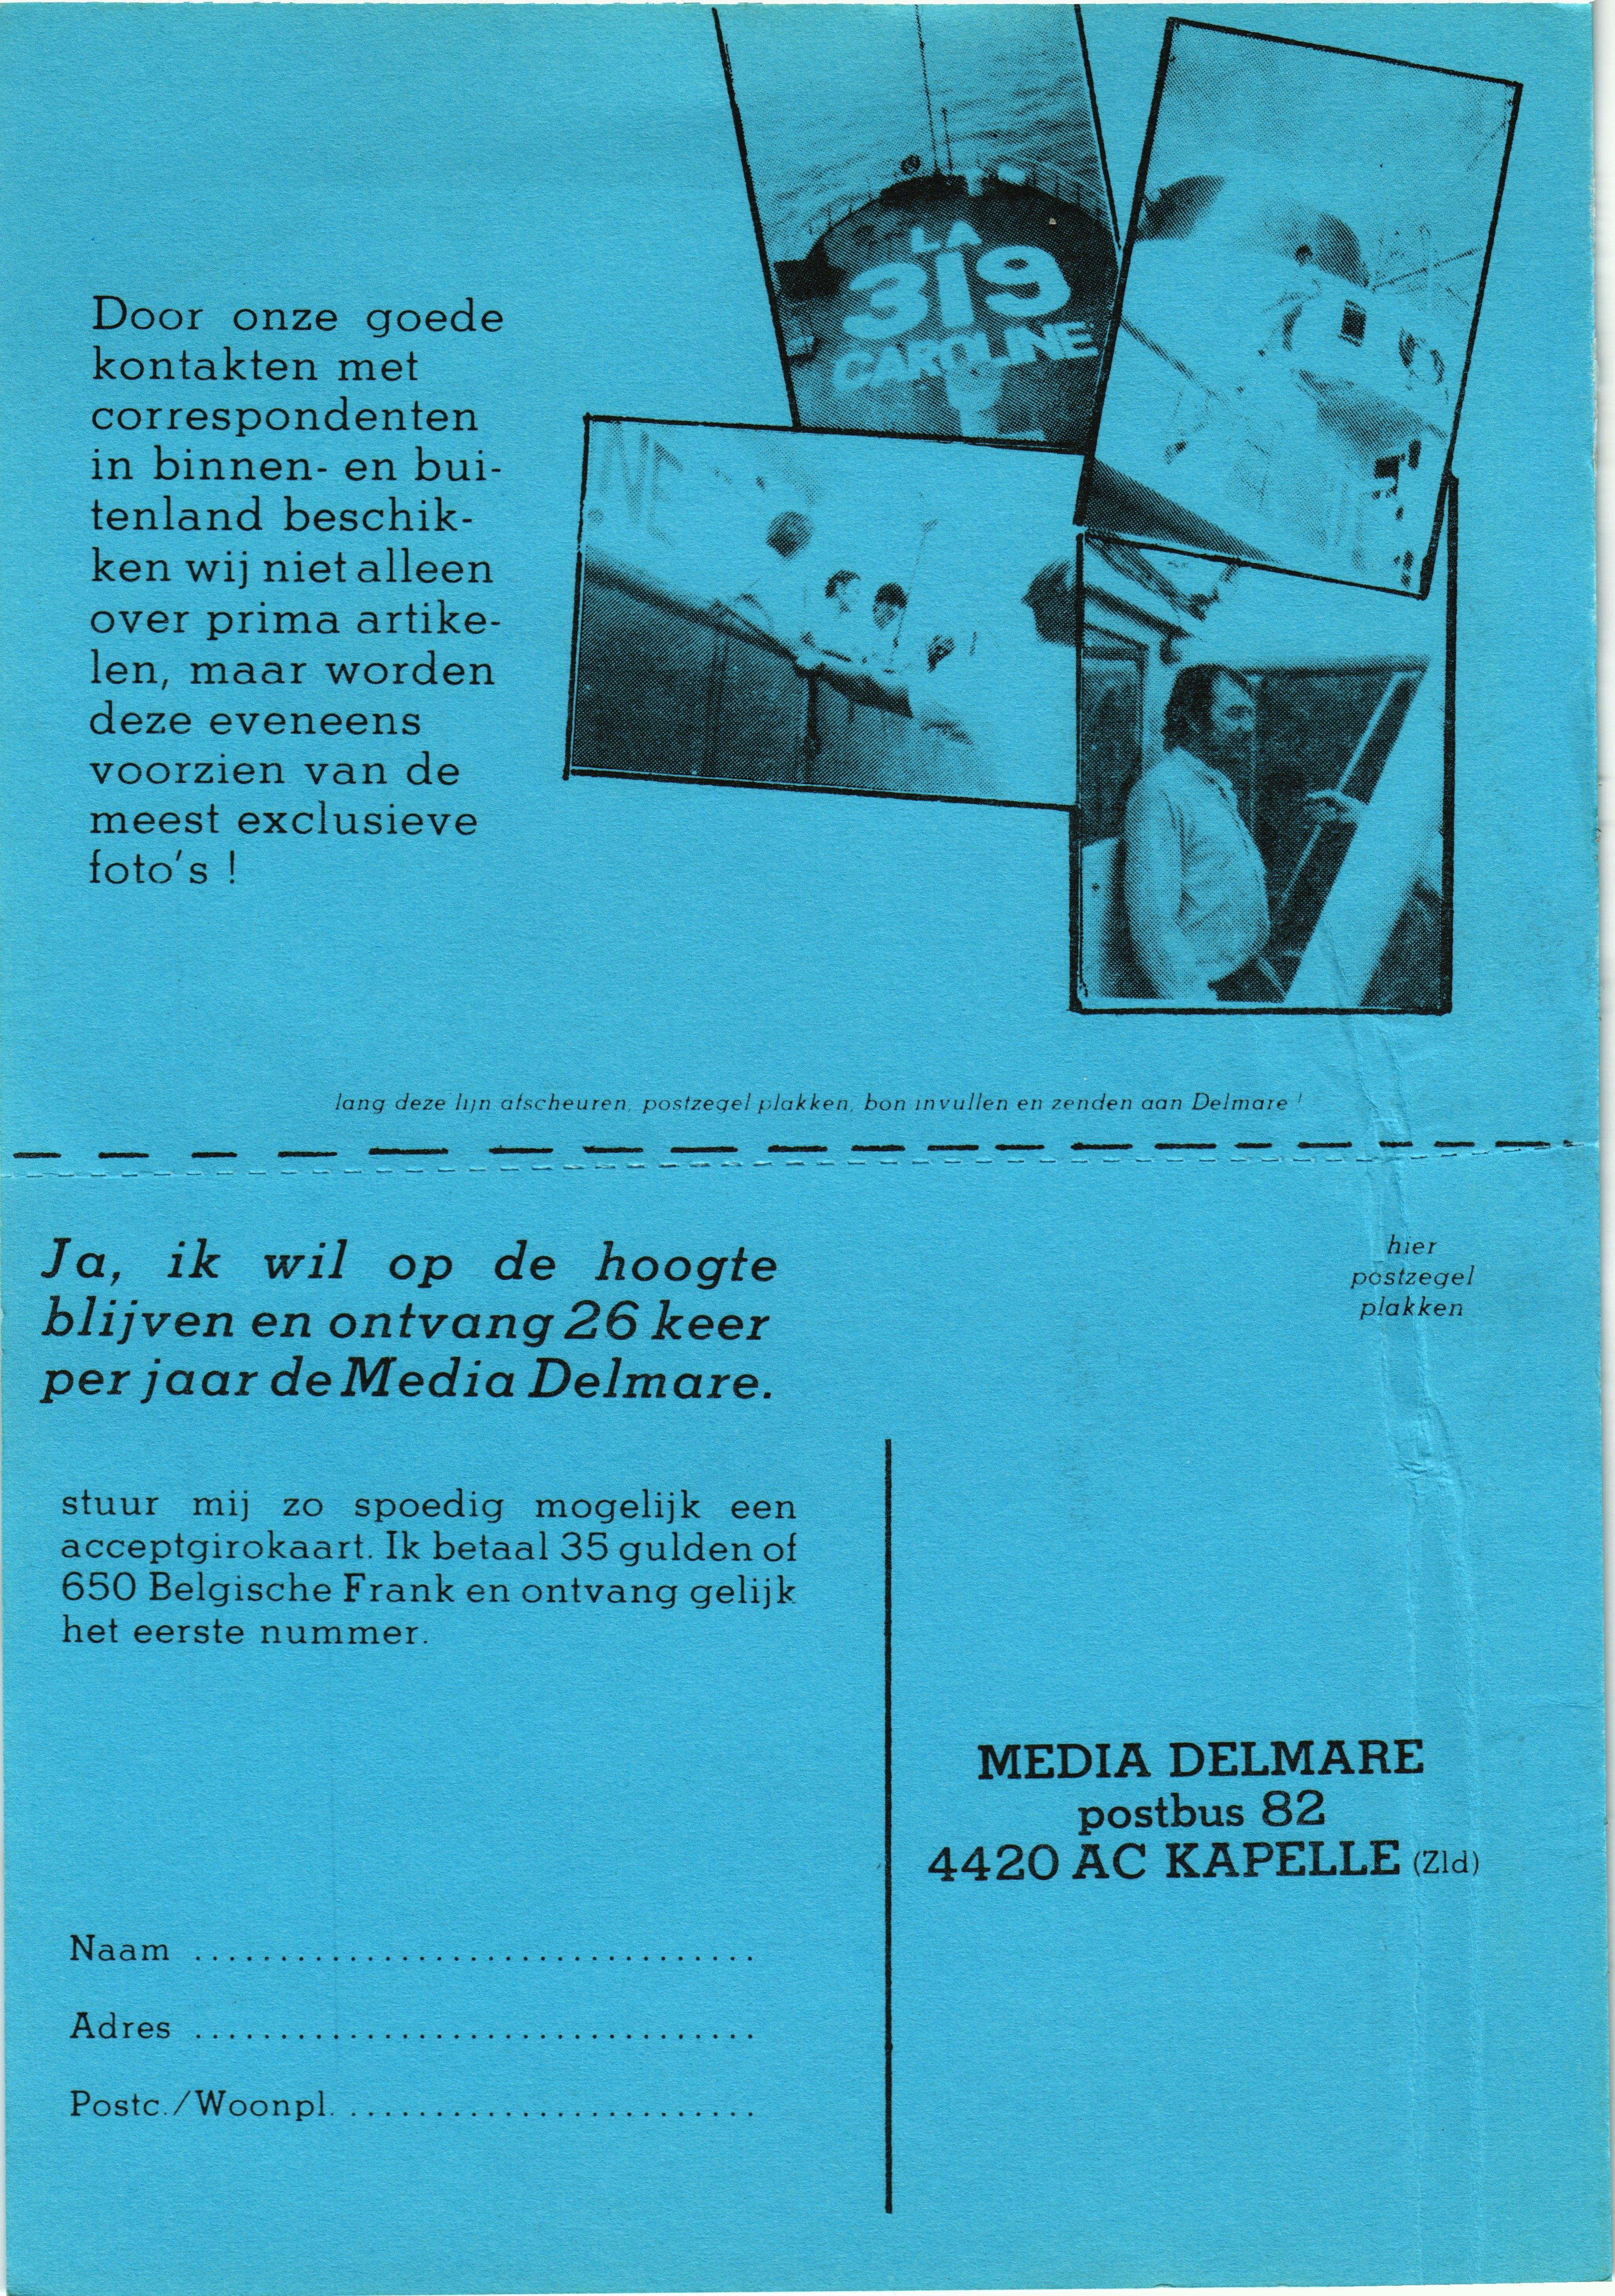 LA
319
CAROLINE
NE
Door onze goede
kontakten met
correspondenten
in binnen- en bui-
tenland beschik-
ken wij niet alleen
over prima artike-
len, maar worden
deze eveneens
voorzien van de
meest exclusieve
foto's !
lang deze lijn afscheuren, postzegel plakken, bon invullen en zenden aan Delmare !
Ja, ik wil op de hoogte
blijven en ontvang 26 keer
per jaar de Media Delmare.
hier
postzegel
plakken
stuur mij zo spoedig mogelijk een
acceptgirokaart. Ik betaal 35 gulden of
650 Belgische Frank en ontvang gelijk
het eerste nummer.
MEDIA DELMARE
postbus 82
4420 AC KAPELLE (Zld)
Naam .................................
Adres .................................
Postc./Woonpl. ........................